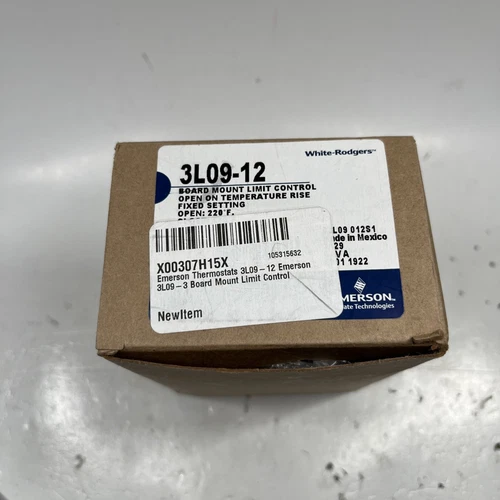 White-Rodgers™
3L09-12
BOARD MOUNT LIMIT CONTROL
OPEN ON TEMPERATURE RISE
FIXED SETTING
OPEN: 220°F.
L09 012S1
de in Mexico
29
VA
01 1922
X00307H15X
105315632
Emerson Thermostats 3L09-12 Emerson
3L09-3 Board Mount Limit Control
NewItem
EMERSON.
ate Technologies